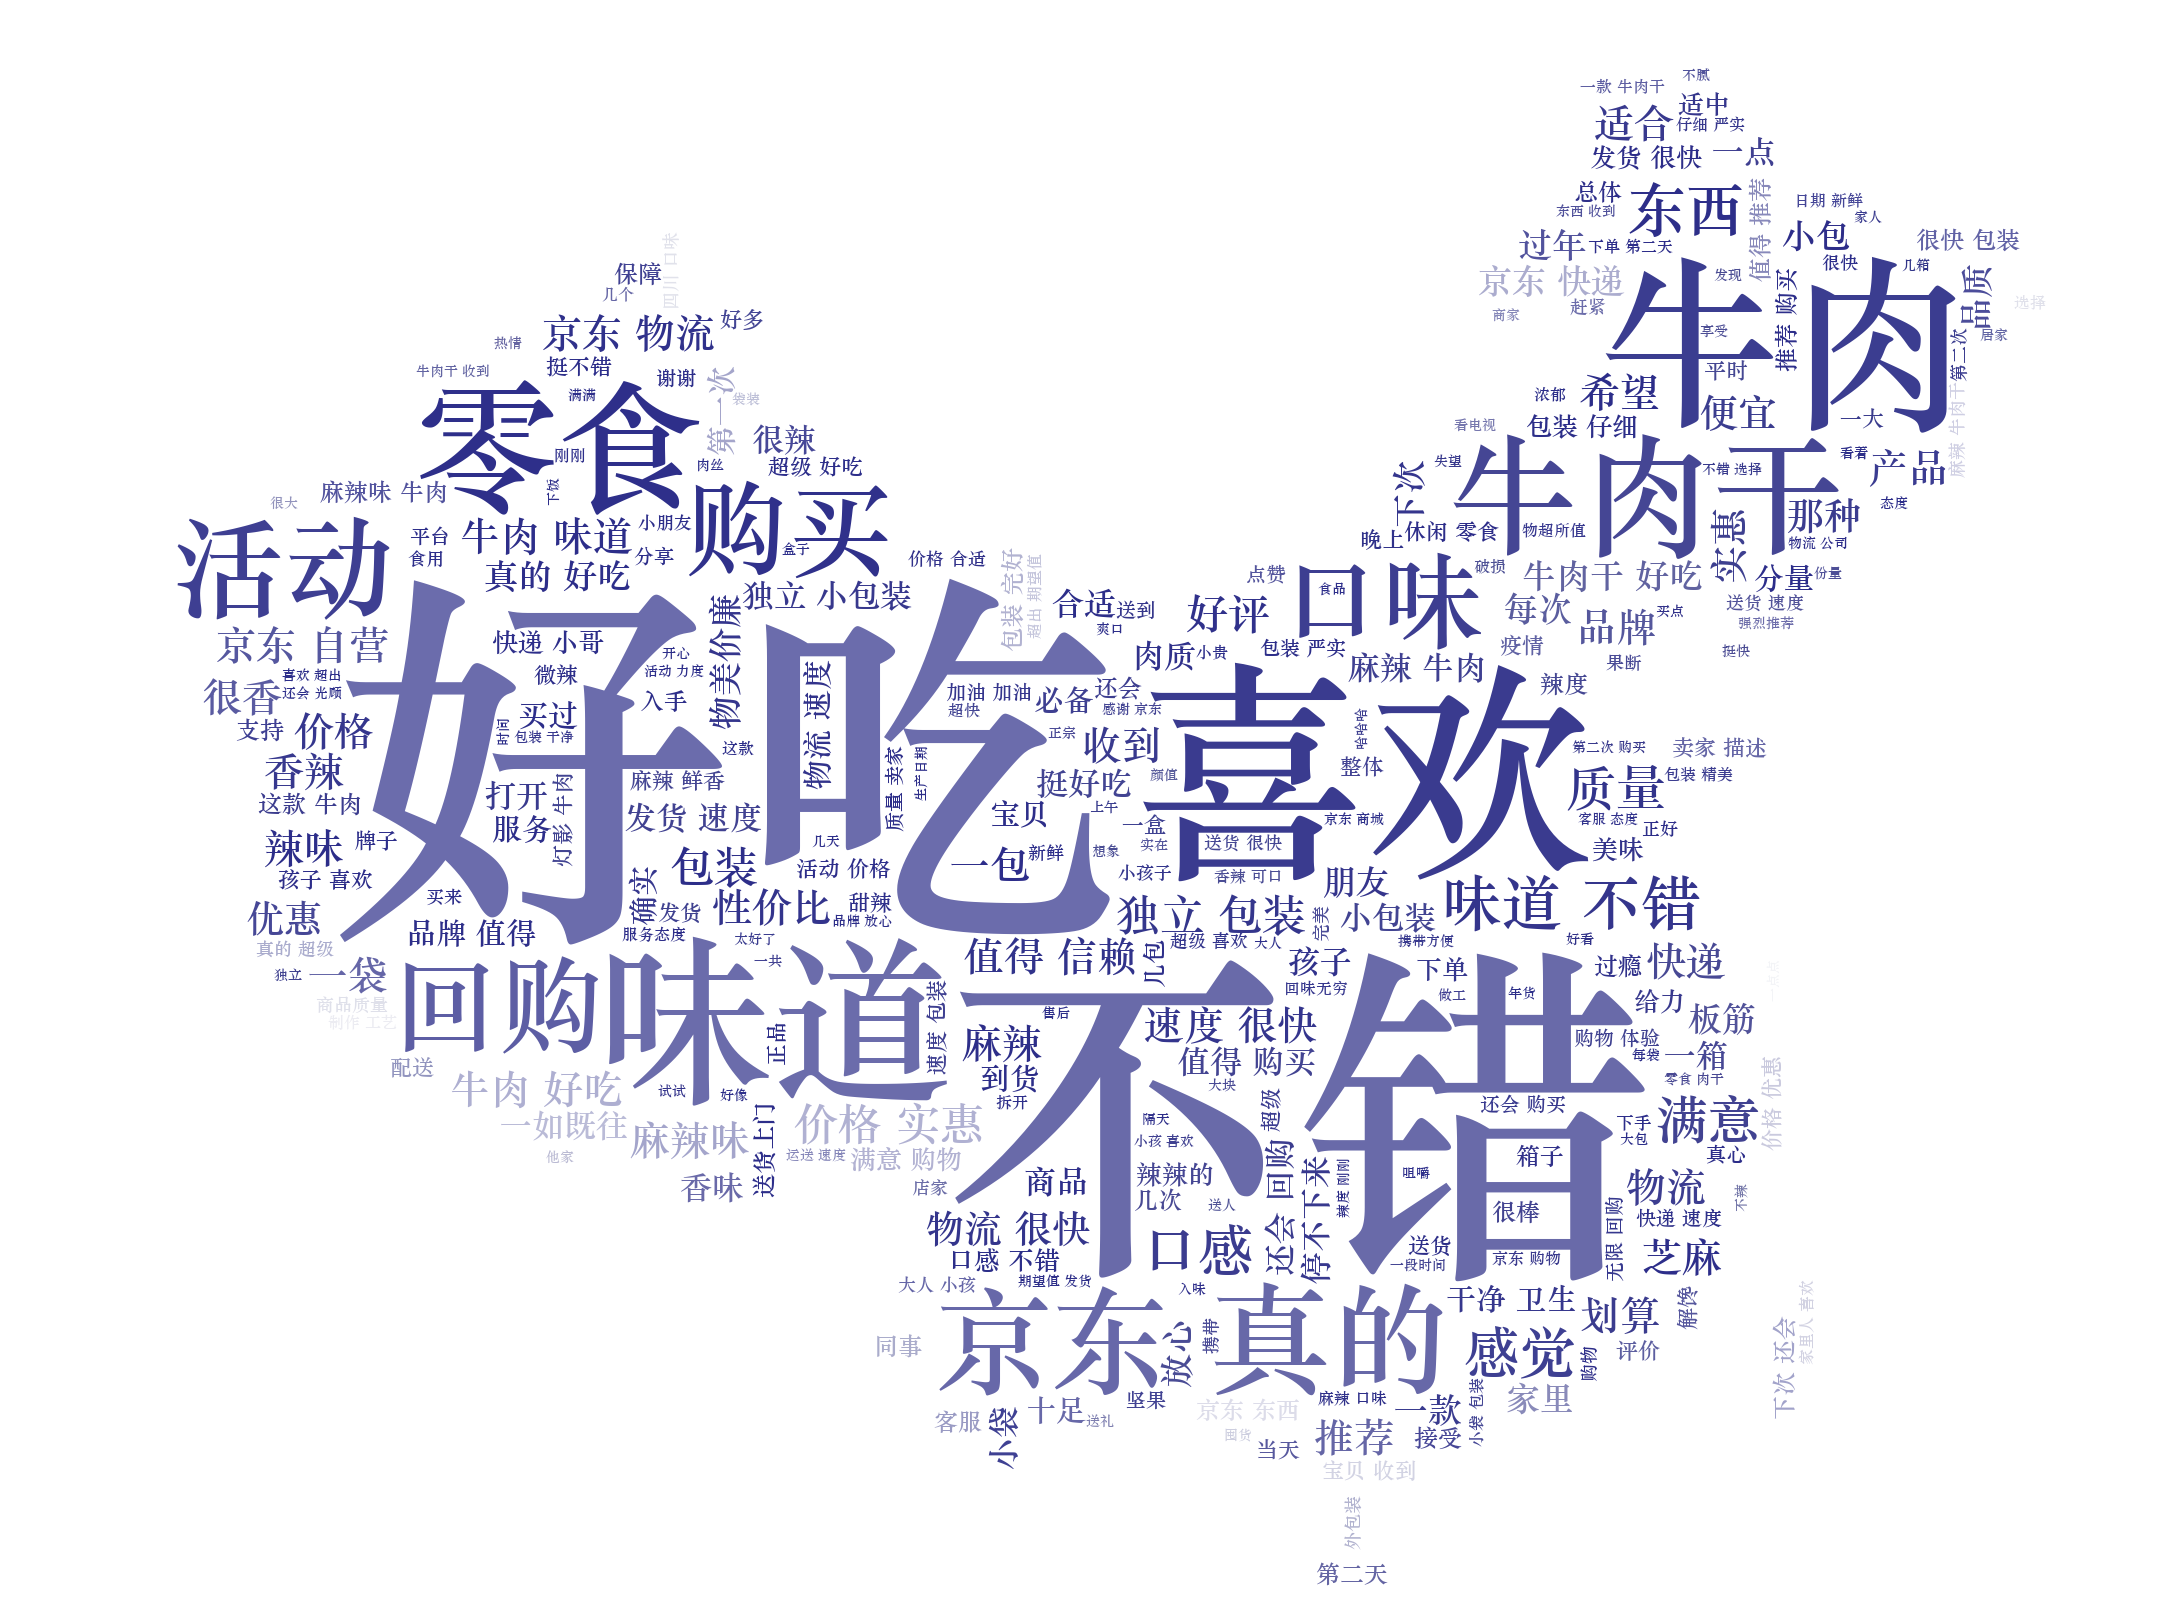 不腻
一款 牛肉干
适中
适合
仔细 严实
发货 很快
一点
总体
东西
值得 推荐
日期 新鲜
东西 收到
家人
过年
下单 第二天
小包
很快 包装
四川 口味
保障
京东 快递
发现
推荐 购买
很快
几箱
牛肉
品质
几个
选择
商家
赶紧
京东 物流
好多
享受
居家
第二次
热情
挺不错
谢谢
第一次
平时
牛肉干 收到
零食
满满
袋装
浓郁
希望
便宜
一大
麻辣 牛肉干
看电视
包装 仔细
很辣
刚刚
肉丝
超级 好吃
下次
失望
牛肉干
不错 选择
看着
产品
下饭
很大
麻辣味 牛肉
购买
那种
态度
活动
平台
牛肉 味道
小朋友
晚上
休闲 零食
物超所值
实惠
物流 公司
食用
分享
盒子
价格 合适
包装 完好
超出 期望值
真的 好吃
点赞
口味
食品
破损
牛肉干 好吃
分量
份量
独立 小包装
合适
送到
好评
每次
品牌
买点
送货 速度
爽口
强烈推荐
京东 自营
快递 小哥
物美价廉
包装 严实
疫情
挺快
开心
肉质
小贵
麻辣 牛肉
果断
喜欢 超出
微辣
活动 力度
物流 速度
还会 光顾
很香
入手
加油 加油
必备
还会
辣度
超快
感谢 京东
喜欢
支持
价格
时间
买过
包装 干净
这款
正宗
收到
哈哈哈
第二次 购买
卖家 描述
香辣
麻辣 鲜香
质量 卖家
生产日期
挺好吃
颜值
整体
质量
包装 精美
这款 牛肉
打开
灯影 牛肉
发货 速度
好吃
宝贝
上午
一盒
京东 商城
客服 态度
正好
服务
辣味
牌子
几天
一包
新鲜
想象
实在
送货 很快
美味
孩子 喜欢
包装
活动 价格
小孩子
香辣 可口
朋友
买来
确实
发货
性价比
甜辣
品牌 放心
独立 包装
完美
小包装
味道 不错
优惠
品牌 值得
服务态度
太好了
超级 喜欢
大人
携带方便
好看
真的 超级
值得 信赖
几包
孩子
独立
一袋
一共
回味无穷
下单
过瘾
快递
回购
味道
速度 包装
做工
年货
商品质量
制作 工艺
售后
给力
板筋
不错
正品
麻辣
速度 很快
购物 体验
配送
值得 购买
每袋
一箱
价格 优惠
到货
牛肉 好吃
试试
好像
拆开
大块
超级
零食 肉干
还会 购买
满意
一如既往
麻辣味
送货上门
价格 实惠
隔天
下手
大包
他家
运送 速度
满意 购物
小孩 喜欢
还会 回购
停不下来
辣度 刚刚
咀嚼
箱子
真心
香味
店家
商品
辣辣的
几次
送人
物流
不辣
很棒
无限 回购
快递 速度
物流 很快
口感
送货
口感 不错
一段时间
京东 购物
芝麻
大人 小孩
期望值 发货
入味
干净 卫生
划算
解馋
家里人 喜欢
京东
放心
携带
真的
感觉
下次 还会
同事
购物
评价
小袋 包装
麻辣 口味
家里
客服
小袋
十足
送礼
坚果
京东 东西
一款
囤货
当天
推荐
接受
宝贝 收到
外包装
第二天